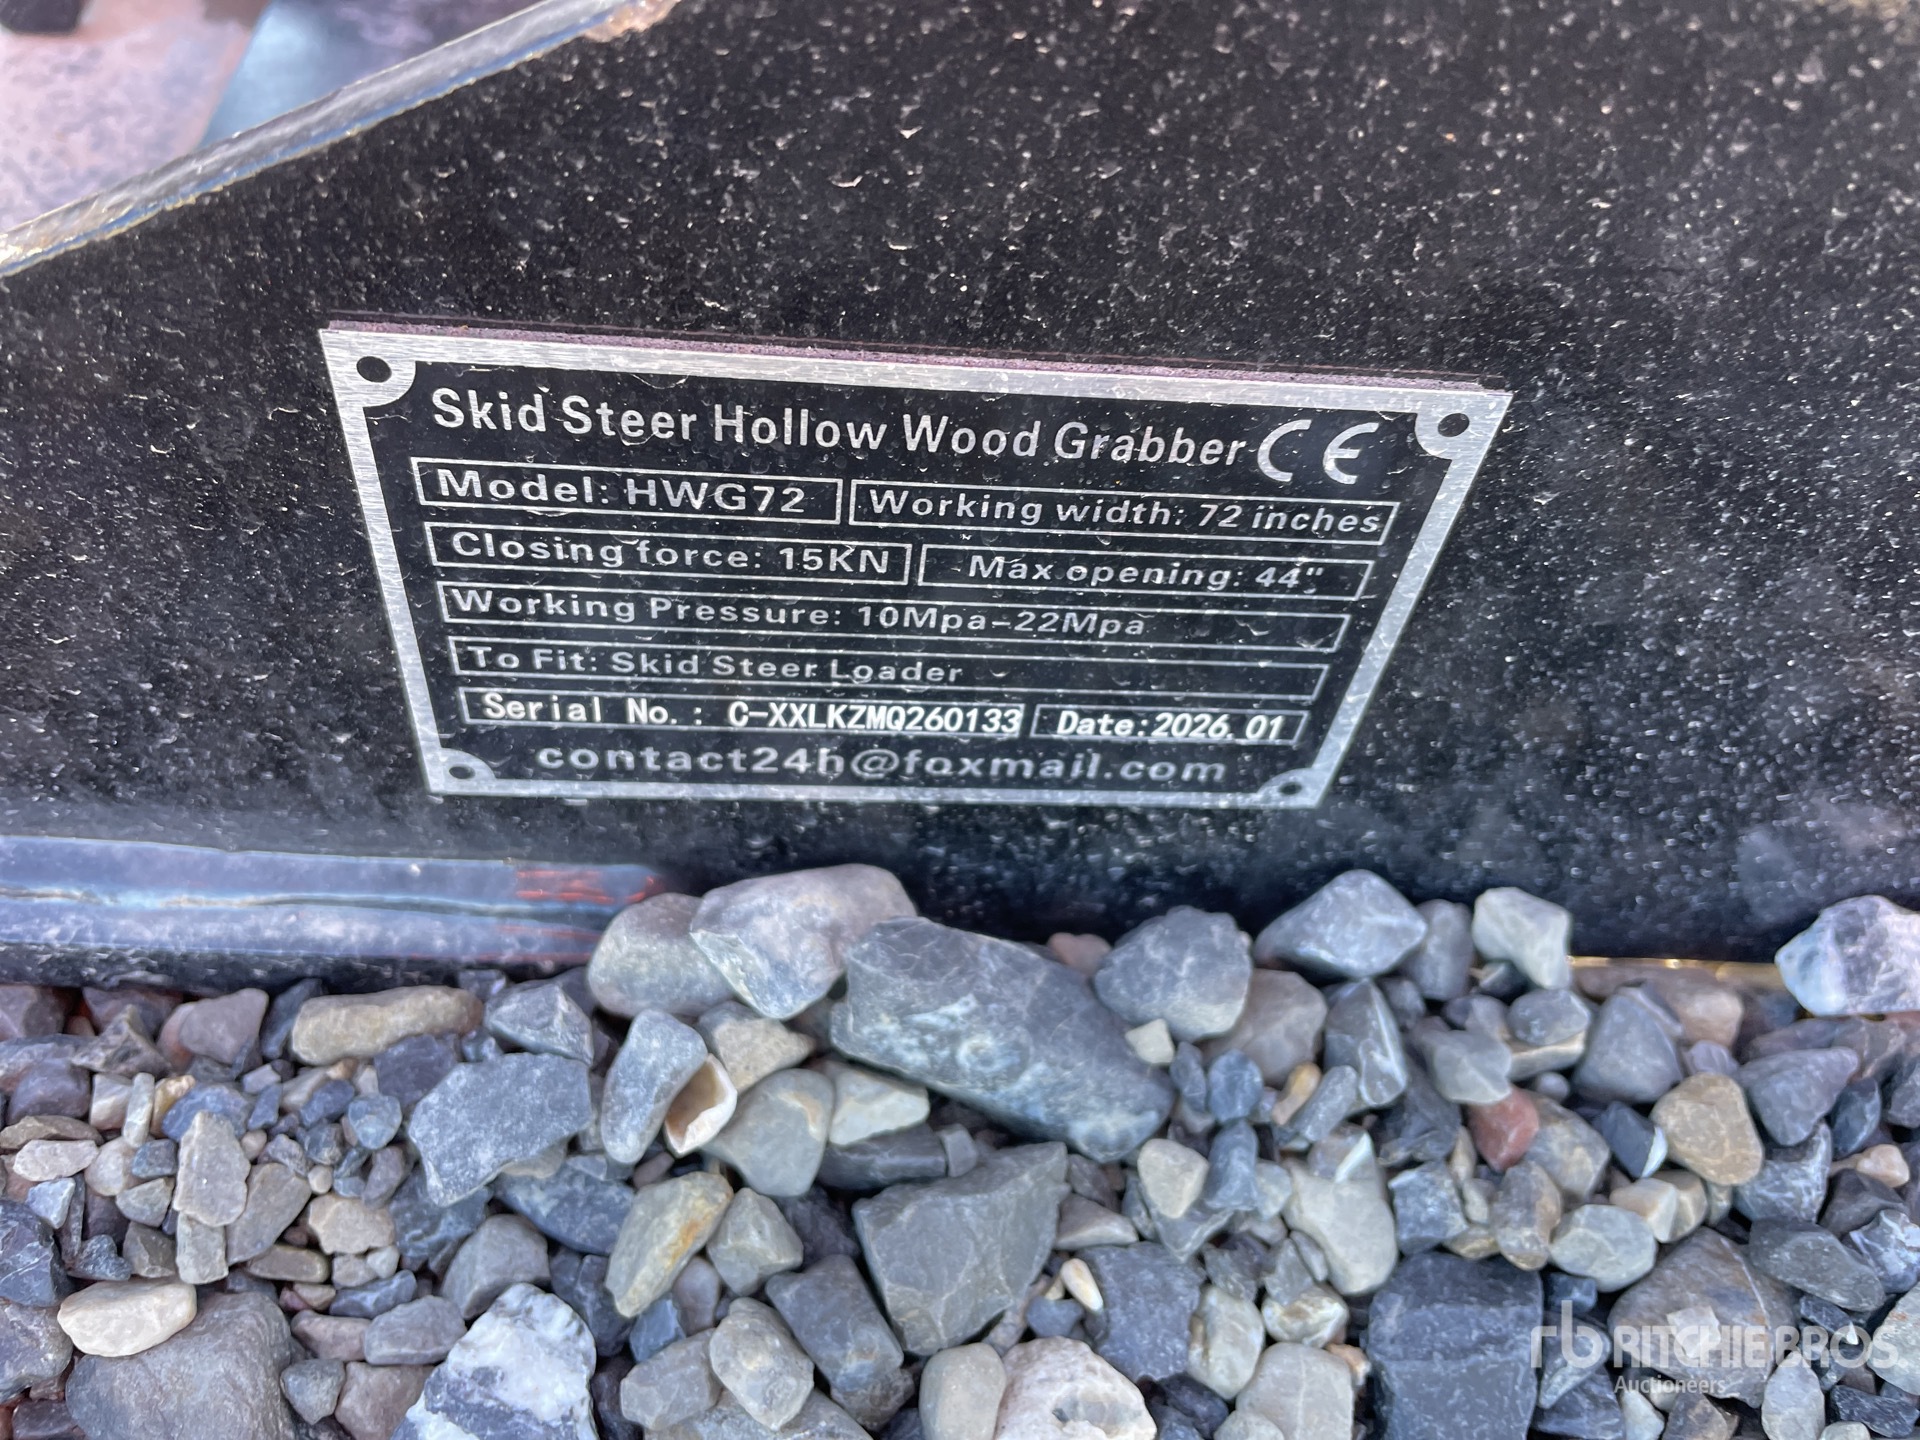 Skid Steer Hollow Wood Grabber CE
Model: HWG72 Working width: 72 inches
Closing force: 15KN Max opening: 44"
Working Pressure: 10Mpa-22Mpa
To Fit: Skid Steer Loader
Serial No.: C-XXLKZMQ260133 Date:2026.01
contact24h@foxmail.com
rb RITCHIE BROS
Auctioneers